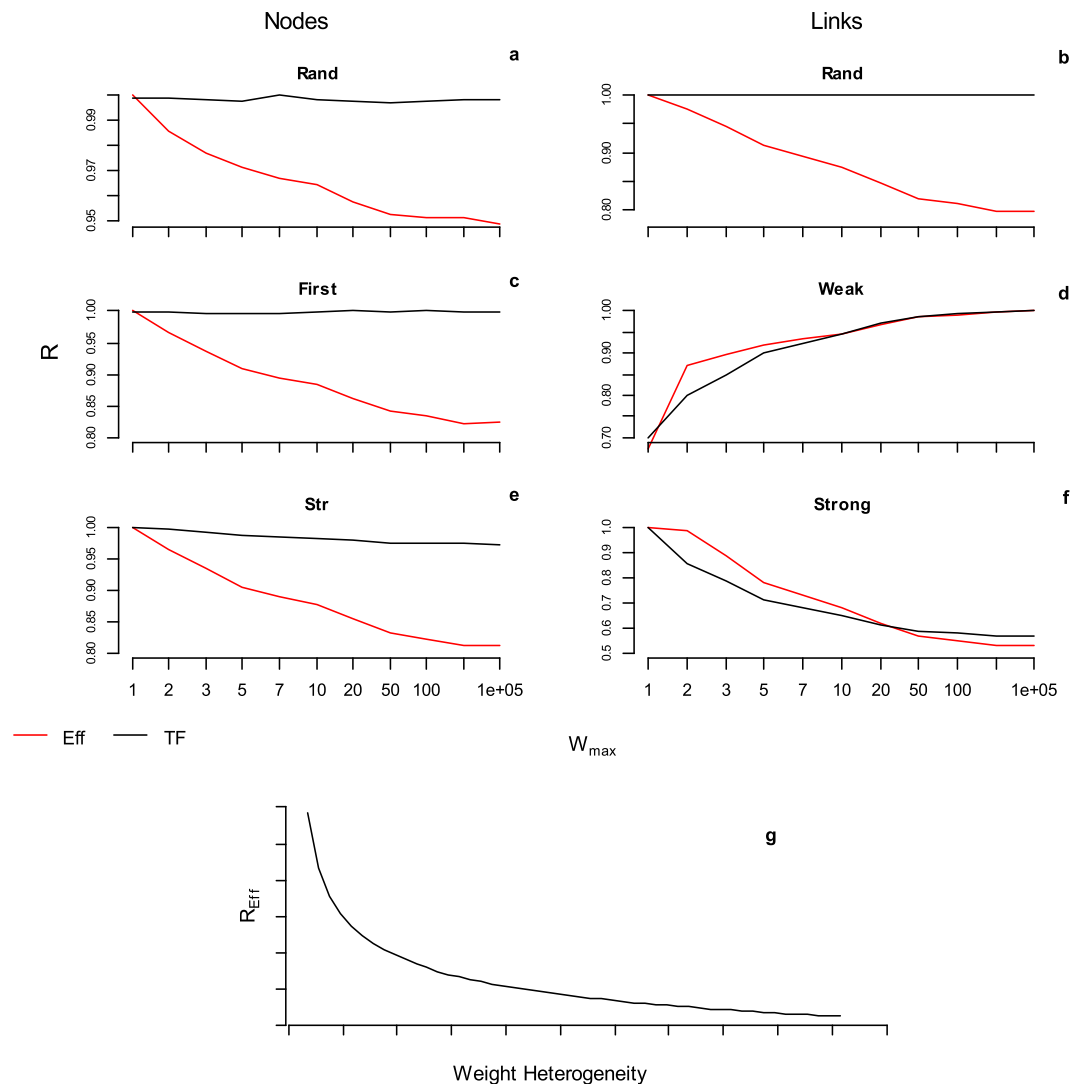 Nodes
Links
a
b
Rand
Rand
0.99
0.97
0.95
1.00
0.90
0.80
c
d
First
Weak
1.00
0.95
0.90
0.85
0.80
1.00
0.90
0.80
0.70
R
e
f
Str
Strong
1.00
0.95
0.90
0.85
0.80
1.0
0.9
0.8
0.7
0.6
0.5
1 2 3 5 7 10 20 50 100 1e+05
1 2 3 5 7 10 20 50 100 1e+05
Eff TF
Wmax
g
REff
Weight Heterogeneity